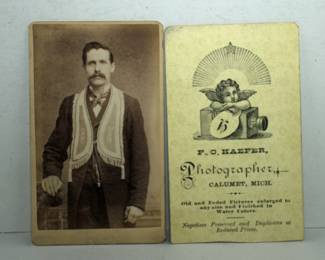 F. C. HAEFER,
Photographer,
CALUMET, MICH.
Old and Faded Pictures enlarged to
any size and Finished in
Water Colors.
Negatives Preserved and Duplicates at
Reduced Prices.